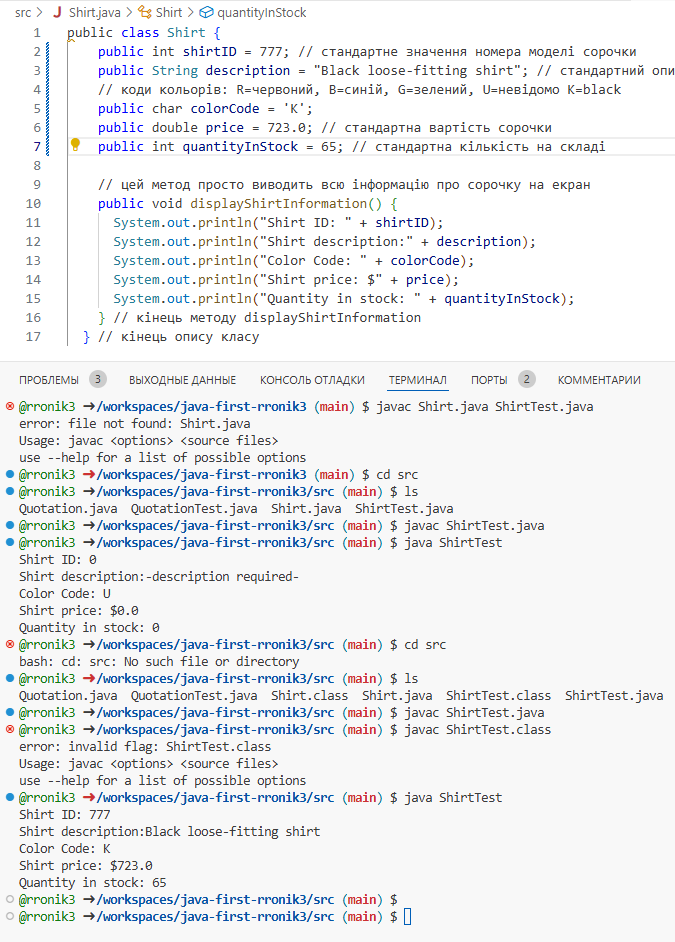 src > J Shirt.java > Shirt > quantityInStock
1 public class Shirt {
2 public int shirtID = 777; // стандартне значення номера моделі сорочки
3 public String description = "Black loose-fitting shirt"; // стандартний опи
4 // коди кольорів: R=червоний, B=синій, G=зелений, U=невідомо K=black
5 public char colorCode = 'K';
6 public double price = 723.0; // стандартна вартість сорочки
7 public int quantityInStock = 65; // стандартна кількість на складі
8
9 // цей метод просто виводить всю інформацію про сорочку на екран
10 public void displayShirtInformation() {
11 System.out.println("Shirt ID: " + shirtID);
12 System.out.println("Shirt description:" + description);
13 System.out.println("Color Code: " + colorCode);
14 System.out.println("Shirt price: $" + price);
15 System.out.println("Quantity in stock: " + quantityInStock);
16 } // кінець методу displayShirtInformation
17 } // кінець опису класу
ПРОБЛЕМЫ 3 ВЫХОДНЫЕ ДАННЫЕ КОНСОЛЬ ОТЛАДКИ ТЕРМИНАЛ ПОРТЫ 2 КОММЕНТАРИИ
@rronik3 ➜/workspaces/java-first-rronik3 (main) $ javac Shirt.java ShirtTest.java
error: file not found: Shirt.java
Usage: javac <options> <source files>
use --help for a list of possible options
@rronik3 ➜/workspaces/java-first-rronik3 (main) $ cd src
@rronik3 ➜/workspaces/java-first-rronik3/src (main) $ ls
Quotation.java QuotationTest.java Shirt.java ShirtTest.java
@rronik3 ➜/workspaces/java-first-rronik3/src (main) $ javac ShirtTest.java
@rronik3 ➜/workspaces/java-first-rronik3/src (main) $ java ShirtTest
Shirt ID: 0
Shirt description:-description required-
Color Code: U
Shirt price: $0.0
Quantity in stock: 0
@rronik3 ➜/workspaces/java-first-rronik3/src (main) $ cd src
bash: cd: src: No such file or directory
@rronik3 ➜/workspaces/java-first-rronik3/src (main) $ ls
Quotation.java QuotationTest.java Shirt.class Shirt.java ShirtTest.class ShirtTest.java
@rronik3 ➜/workspaces/java-first-rronik3/src (main) $ javac ShirtTest.java
@rronik3 ➜/workspaces/java-first-rronik3/src (main) $ javac ShirtTest.class
error: invalid flag: ShirtTest.class
Usage: javac <options> <source files>
use --help for a list of possible options
@rronik3 ➜/workspaces/java-first-rronik3/src (main) $ java ShirtTest
Shirt ID: 777
Shirt description:Black loose-fitting shirt
Color Code: K
Shirt price: $723.0
Quantity in stock: 65
@rronik3 ➜/workspaces/java-first-rronik3/src (main) $
@rronik3 ➜/workspaces/java-first-rronik3/src (main) $